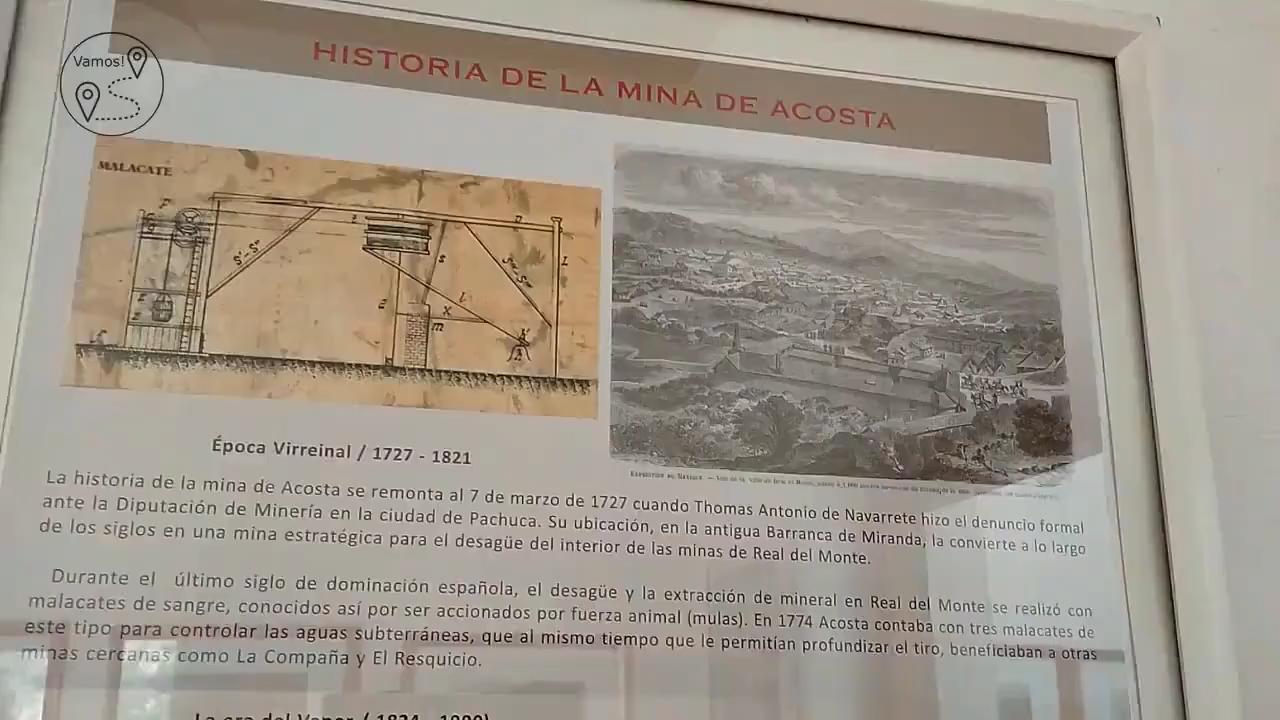 Vamos!
HISTORIA DE LA MINA DE ACOSTA
MALACATE
Época Virreinal / 1727 - 1821
La historia de la mina de Acosta se remonta al 7 de marzo de 1727 cuando Thomas Antonio de Navarrete hizo el denuncio formal
ante la Diputación de Minería en la ciudad de Pachuca. Su ubicación, en la antigua Barranca de Miranda, la convierte a lo largo
de los siglos en una mina estratégica para el desagüe del interior de las minas de Real del Monte.
Durante el último siglo de dominación española, el desagüe y la extracción de mineral en Real del Monte se realizó con
malacates de sangre, conocidos así por ser accionados por fuerza animal (mulas). En 1774 Acosta contaba con tres malacates de
este tipo para controlar las aguas subterráneas, que al mismo tiempo que le permitían profundizar el tiro, beneficiaban a otras
minas cercanas como La Compaña y El Resquicio.